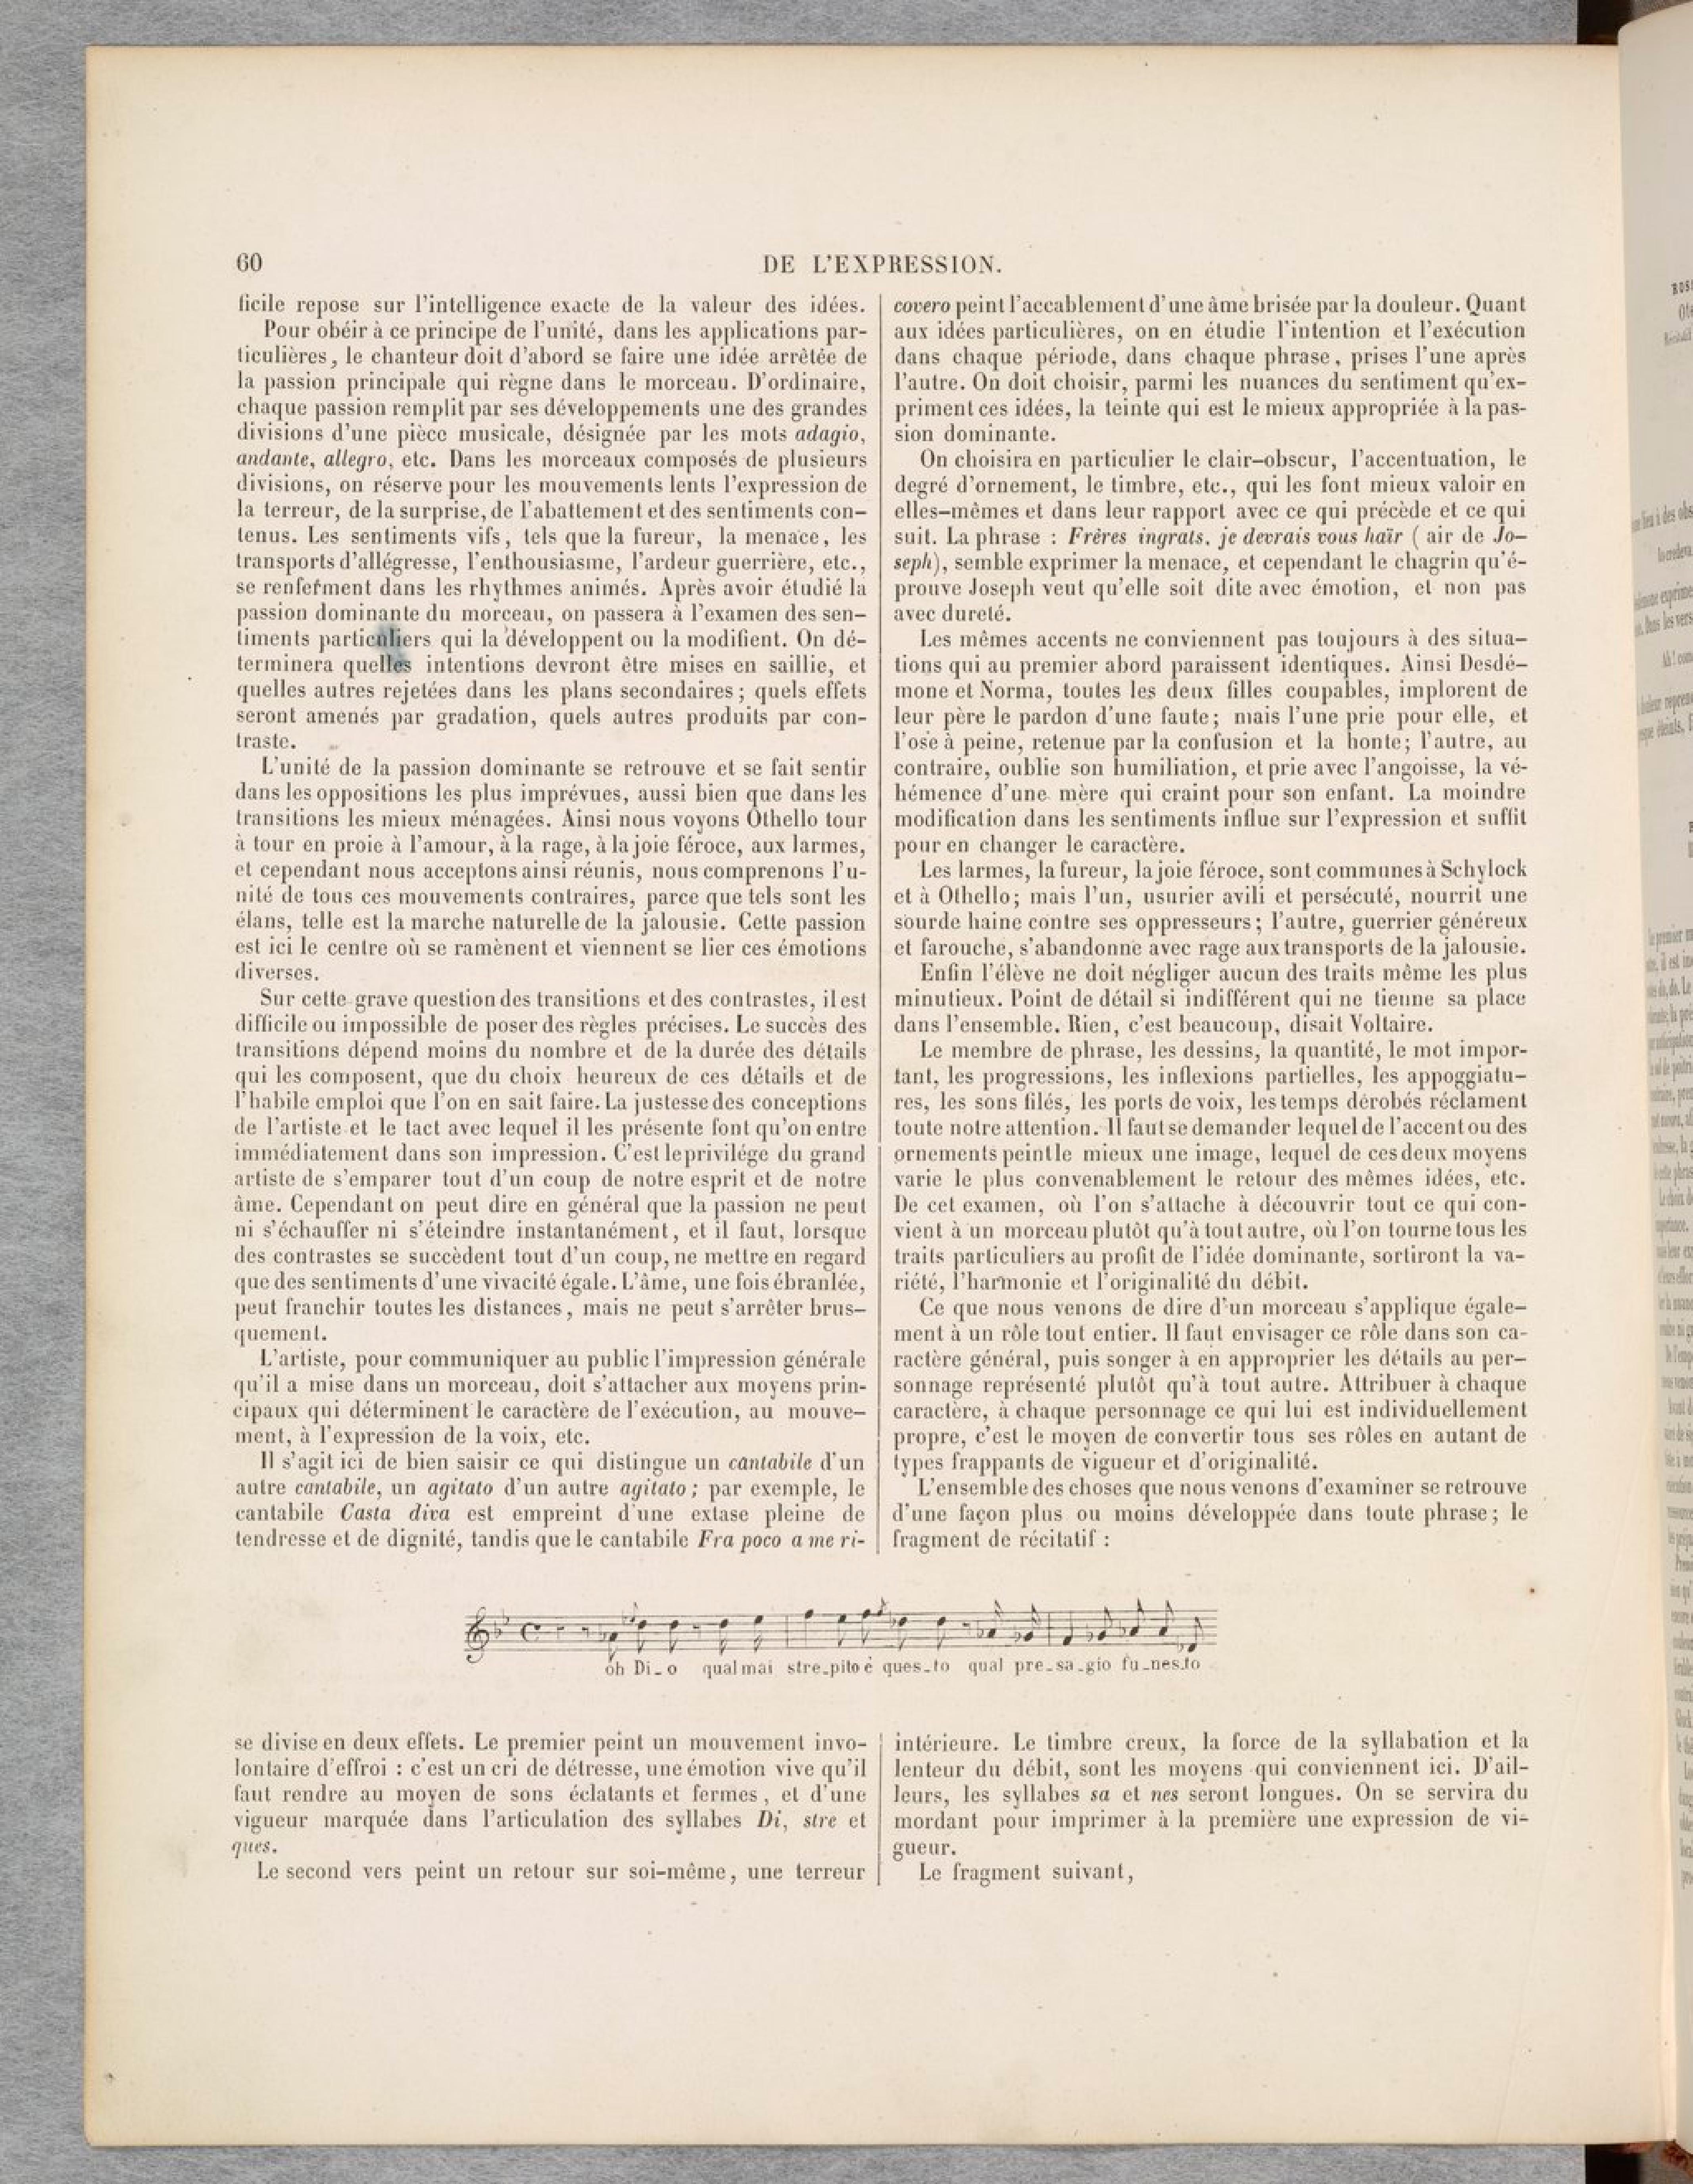 60
DE L'EXPRESSION.
ficile repose sur l'intelligence exacte de la valeur des idées.
Pour obéir à ce principe de l'unité, dans les applications par-
ticulières, le chanteur doit d'abord se faire une idée arrêtée de
la passion principale qui règne dans le morceau. D'ordinaire,
chaque passion remplit par ses développements une des grandes
divisions d'une pièce musicale, désignée par les mots adagio,
andante, allegro, etc. Dans les morceaux composés de plusieurs
divisions, on réserve pour les mouvements lents l'expression de
la terreur, de la surprise, de l'abattement et des sentiments con-
tenus. Les sentiments vifs, tels que la fureur, la menace, les
transports d'allégresse, l'enthousiasme, l'ardeur guerrière, etc.,
se renferment dans les rhythmes animés. Après avoir étudié la
passion dominante du morceau, on passera à l'examen des sen-
timents particuliers qui la développent ou la modifient. On dé-
terminera quelles intentions devront être mises en saillie, et
quelles autres rejetées dans les plans secondaires; quels effets
seront amenés par gradation, quels autres produits par con-
traste.
L'unité de la passion dominante se retrouve et se fait sentir
dans les oppositions les plus imprévues, aussi bien que dans les
transitions les mieux ménagées. Ainsi nous voyons Othello tour
à tour en proie à l'amour, à la rage, à la joie féroce, aux larmes,
et cependant nous acceptons ainsi réunis, nous comprenons l'u-
nité de tous ces mouvements contraires, parce que tels sont les
élans, telle est la marche naturelle de la jalousie. Cette passion
est ici le centre où se ramènent et viennent se lier ces émotions
diverses.
Sur cette grave question des transitions et des contrastes, il est
difficile ou impossible de poser des règles précises. Le succès des
transitions dépend moins du nombre et de la durée des détails
qui les composent, que du choix heureux de ces détails et de
l'habile emploi que l'on en sait faire. La justesse des conceptions
de l'artiste et le tact avec lequel il les présente font qu'on entre
immédiatement dans son impression. C'est le privilége du grand
artiste de s'emparer tout d'un coup de notre esprit et de notre
âme. Cependant on peut dire en général que la passion ne peut
ni s'échauffer ni s'éteindre instantanément, et il faut, lorsque
des contrastes se succèdent tout d'un coup, ne mettre en regard
que des sentiments d'une vivacité égale. L'âme, une fois ébranlée,
peut franchir toutes les distances, mais ne peut s'arrêter brus-
quement.
L'artiste, pour communiquer au public l'impression générale
qu'il a mise dans un morceau, doit s'attacher aux moyens prin-
cipaux qui déterminent le caractère de l'exécution, au mouve-
ment, à l'expression de la voix, etc.
Il s'agit ici de bien saisir ce qui distingue un cantabile d'un
autre cantabile, un agitato d'un autre agitato; par exemple, le
cantabile Casta diva est empreint d'une extase pleine de
tendresse et de dignité, tandis que le cantabile Fra poco a me ri-
covero peint l'accablement d'une âme brisée par la douleur. Quant
aux idées particulières, on en étudie l'intention et l'exécution
dans chaque période, dans chaque phrase, prises l'une après
l'autre. On doit choisir, parmi les nuances du sentiment qu'ex-
priment ces idées, la teinte qui est le mieux appropriée à la pas-
sion dominante.
On choisira en particulier le clair-obscur, l'accentuation, le
degré d'ornement, le timbre, etc., qui les font mieux valoir en
elles-mêmes et dans leur rapport avec ce qui précède et ce qui
suit. La phrase : Frères ingrats, je devrais vous haïr ( air de Jo-
seph), semble exprimer la menace, et cependant le chagrin qu'é-
prouve Joseph veut qu'elle soit dite avec émotion, et non pas
avec dureté.
Les mêmes accents ne conviennent pas toujours à des situa-
tions qui au premier abord paraissent identiques. Ainsi Desdé-
mone et Norma, toutes les deux filles coupables, implorent de
leur père le pardon d'une faute; mais l'une prie pour elle, et
l'ose à peine, retenue par la confusion et la honte; l'autre, au
contraire, oublie son humiliation, et prie avec l'angoisse, la vé-
hémence d'une mère qui craint pour son enfant. La moindre
modification dans les sentiments influe sur l'expression et suffit
pour en changer le caractère.
Les larmes, la fureur, la joie féroce, sont communes à Schylock
et à Othello; mais l'un, usurier avili et persécuté, nourrit une
sourde haine contre ses oppresseurs; l'autre, guerrier généreux
et farouche, s'abandonne avec rage aux transports de la jalousie.
Enfin l'élève ne doit négliger aucun des traits même les plus
minutieux. Point de détail si indifférent qui ne tienne sa place
dans l'ensemble. Rien, c'est beaucoup, disait Voltaire.
Le membre de phrase, les dessins, la quantité, le mot impor-
tant, les progressions, les inflexions partielles, les appoggiatu-
res, les sons filés, les ports de voix, les temps dérobés réclament
toute notre attention. Il faut se demander lequel de l'accent ou des
ornements peint le mieux une image, lequel de ces deux moyens
varie le plus convenablement le retour des mêmes idées, etc.
De cet examen, où l'on s'attache à découvrir tout ce qui con-
vient à un morceau plutôt qu'à tout autre, où l'on tourne tous les
traits particuliers au profit de l'idée dominante, sortiront la va-
riété, l'harmonie et l'originalité du débit.
Ce que nous venons de dire d'un morceau s'applique égale-
ment à un rôle tout entier. Il faut envisager ce rôle dans son ca-
ractère général, puis songer à en approprier les détails au per-
sonnage représenté plutôt qu'à tout autre. Attribuer à chaque
caractère, à chaque personnage ce qui lui est individuellement
propre, c'est le moyen de convertir tous ses rôles en autant de
types frappants de vigueur et d'originalité.
L'ensemble des choses que nous venons d'examiner se retrouve
d'une façon plus ou moins développée dans toute phrase; le
fragment de récitatif :
oh Di_o qual mai stre_pito è ques_to qual pre_sa_gio fu_nes_to
se divise en deux effets. Le premier peint un mouvement invo-
lontaire d'effroi : c'est un cri de détresse, une émotion vive qu'il
faut rendre au moyen de sons éclatants et fermes, et d'une
vigueur marquée dans l'articulation des syllabes Di, stre et
ques.
Le second vers peint un retour sur soi-même, une terreur
intérieure. Le timbre creux, la force de la syllabation et la
lenteur du débit, sont les moyens qui conviennent ici. D'ail-
leurs, les syllabes sa et nes seront longues. On se servira du
mordant pour imprimer à la première une expression de vi-
gueur.
Le fragment suivant,